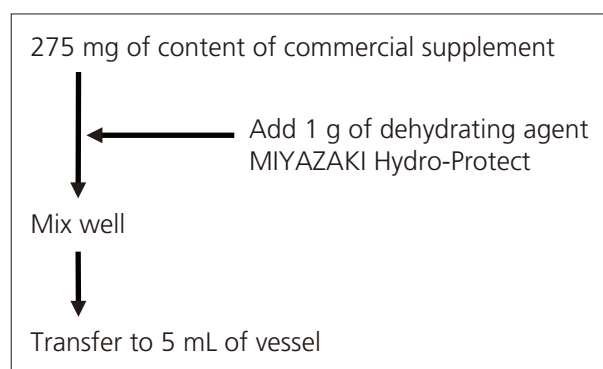 275 mg of content of commercial supplement
Add 1 g of dehydrating agent
MIYAZAKI Hydro-Protect
Mix well
Transfer to 5 mL of vessel